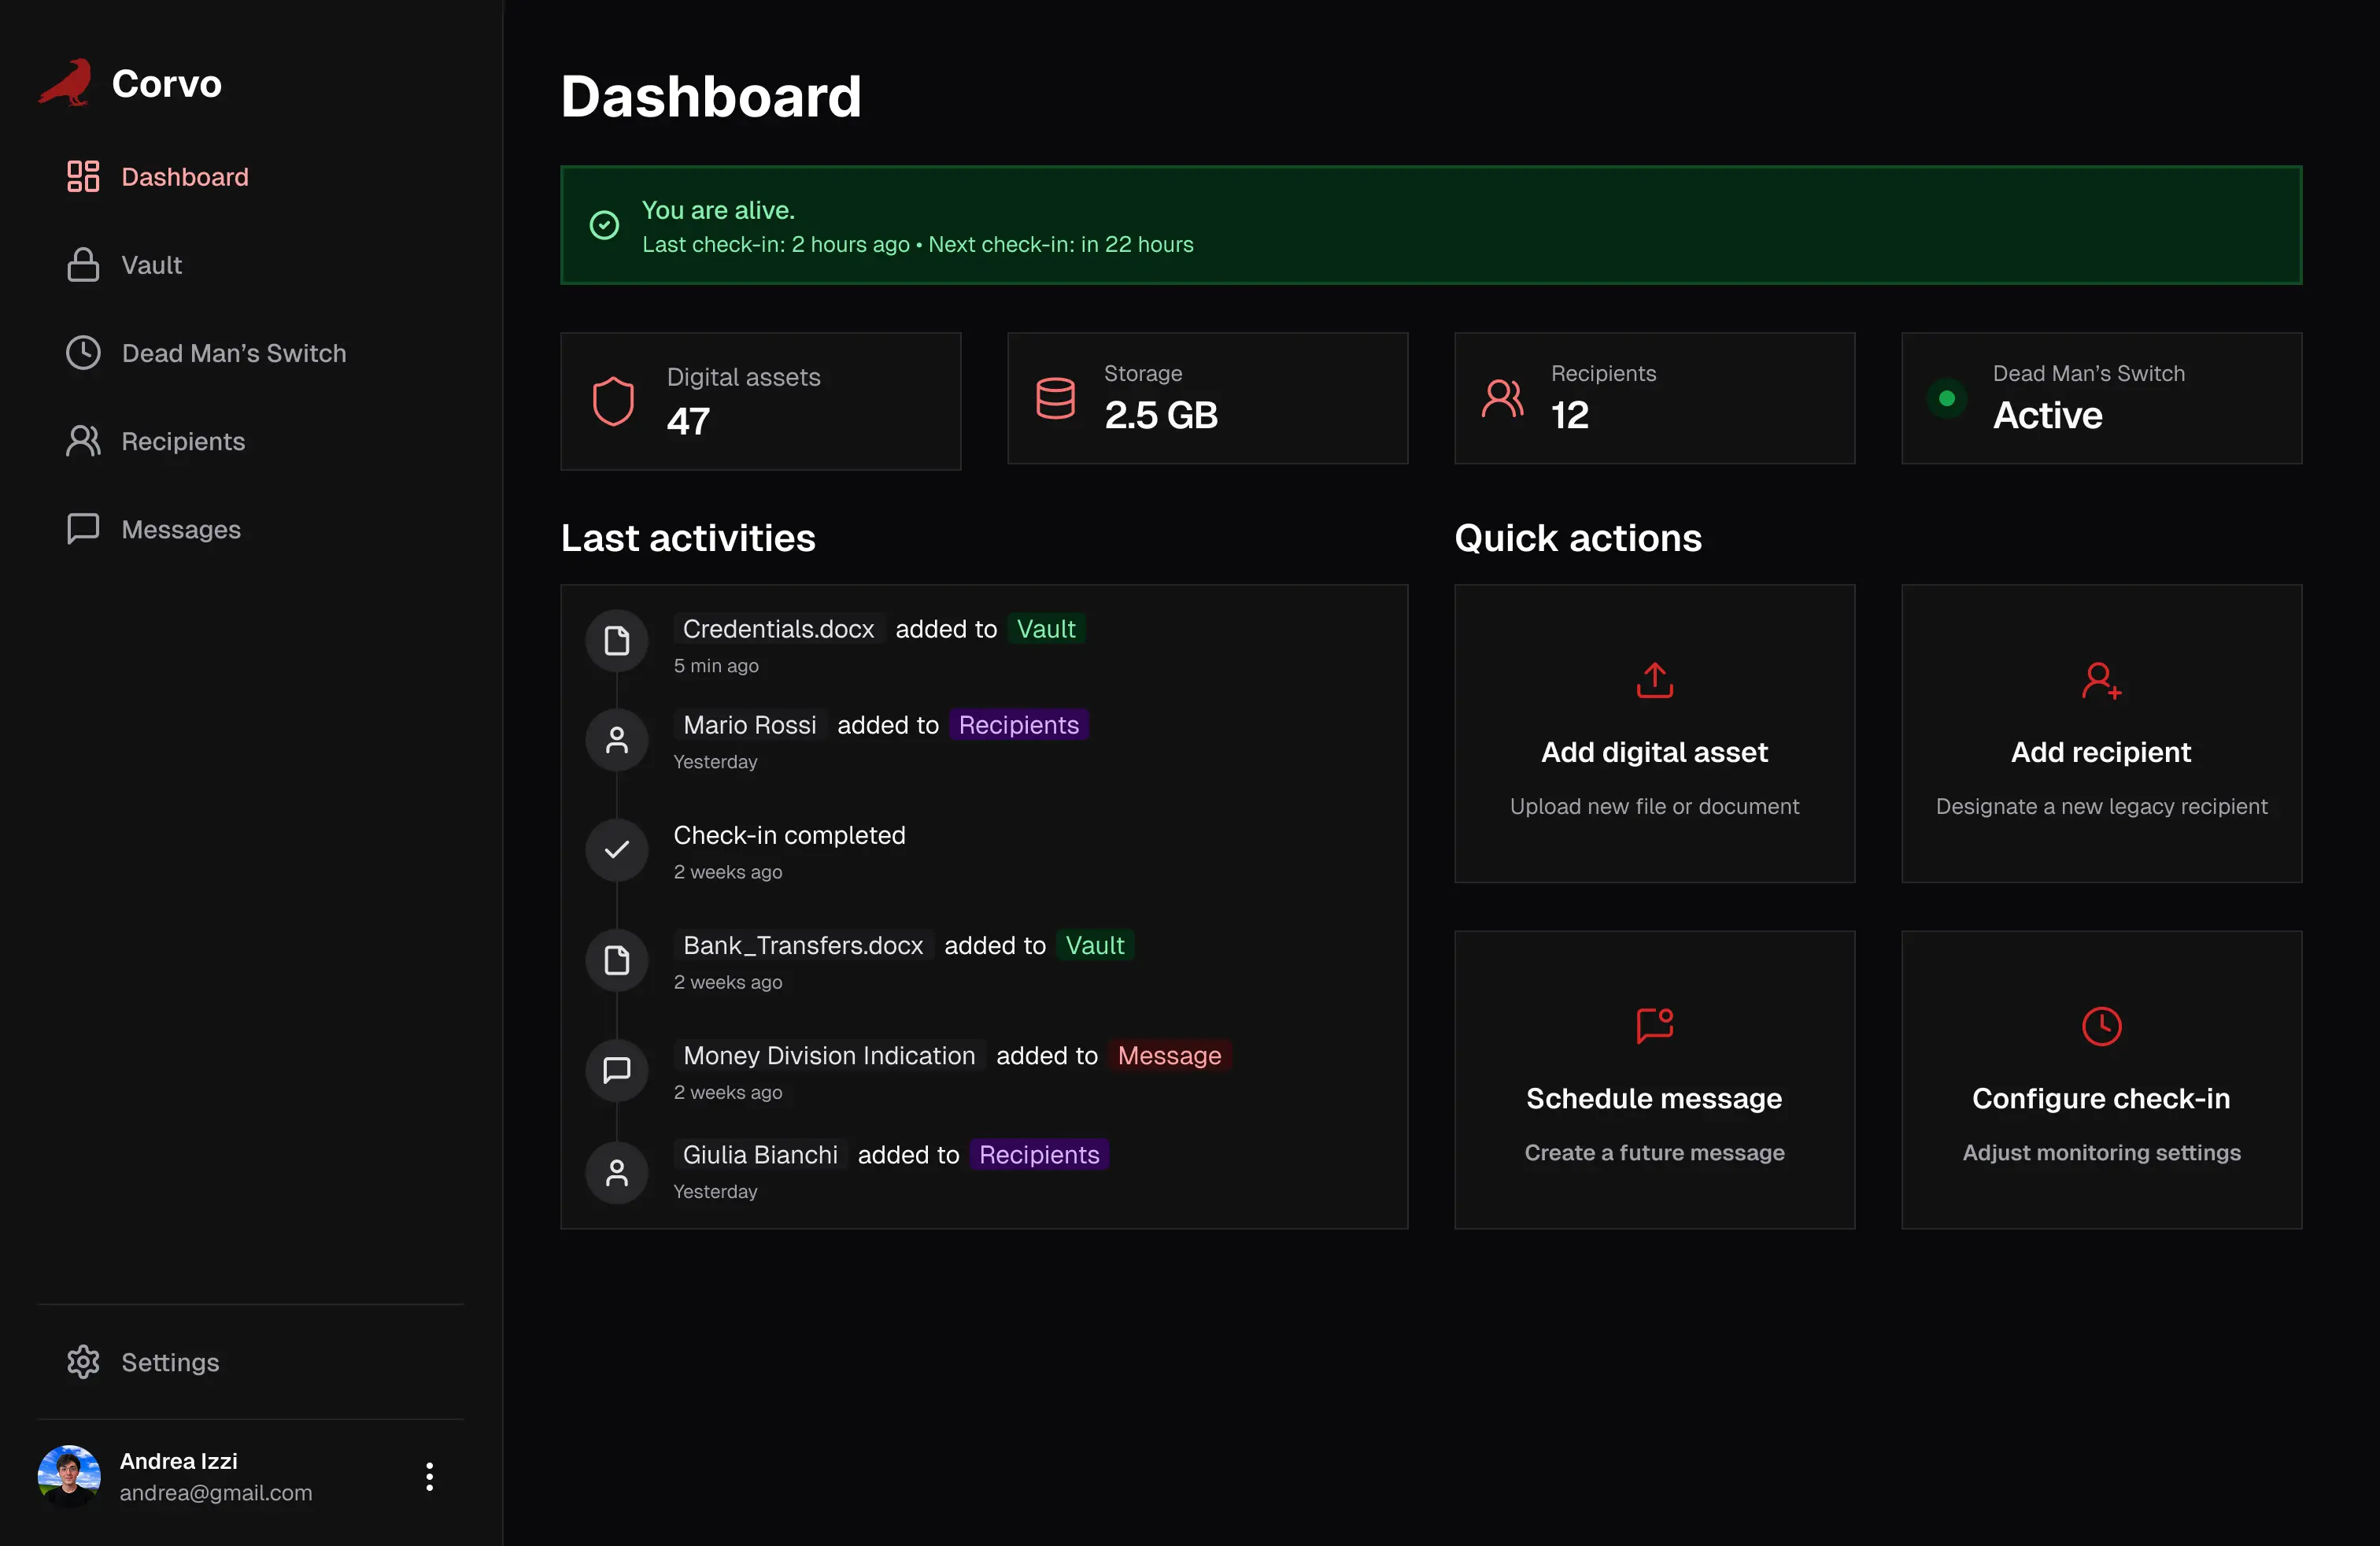 Corvo
Dashboard
Vault
Dead Man’s Switch
Recipients
Messages
Settings
Andrea Izzi
andrea@gmail.com
Dashboard
You are alive.
Last check-in: 2 hours ago • Next check-in: in 22 hours
Digital assets
47
Storage
2.5 GB
Recipients
12
Dead Man’s Switch
Active
Last activities
Credentials.docx added to Vault
5 min ago
Mario Rossi added to Recipients
Yesterday
Check-in completed
2 weeks ago
Bank_Transfers.docx added to Vault
2 weeks ago
Money Division Indication added to Message
2 weeks ago
Giulia Bianchi added to Recipients
Yesterday
Quick actions
Add digital asset
Upload new file or document
Add recipient
Designate a new legacy recipient
Schedule message
Create a future message
Configure check-in
Adjust monitoring settings